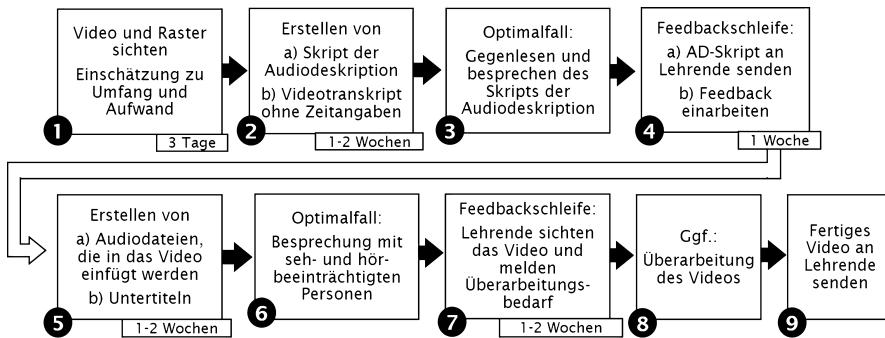 Video und Raster
sichten
Einschätzung zu
Umfang und
Aufwand
1
3 Tage
Erstellen von
a) Skript der
Audiodeskription
b) Videotranskript
ohne Zeitangaben
2
1-2 Wochen
Optimalfall:
Gegenlesen und
besprechen des
Skripts der
Audiodeskription
3
Feedbackschleife:
a) AD-Skript an
Lehrende senden
b) Feedback
einarbeiten
4
1 Woche
Erstellen von
a) Audiodateien,
die in das Video
einfügt werden
b) Untertiteln
5
1-2 Wochen
Optimalfall:
Besprechung mit
seh- und hör-
beeinträchtigten
Personen
6
Feedbackschleife:
Lehrende sichten
das Video und
melden
Überarbeitungs-
bedarf
7
1-2 Wochen
Ggf.:
Überarbeitung
des Videos
8
Fertiges
Video an
Lehrende
senden
9